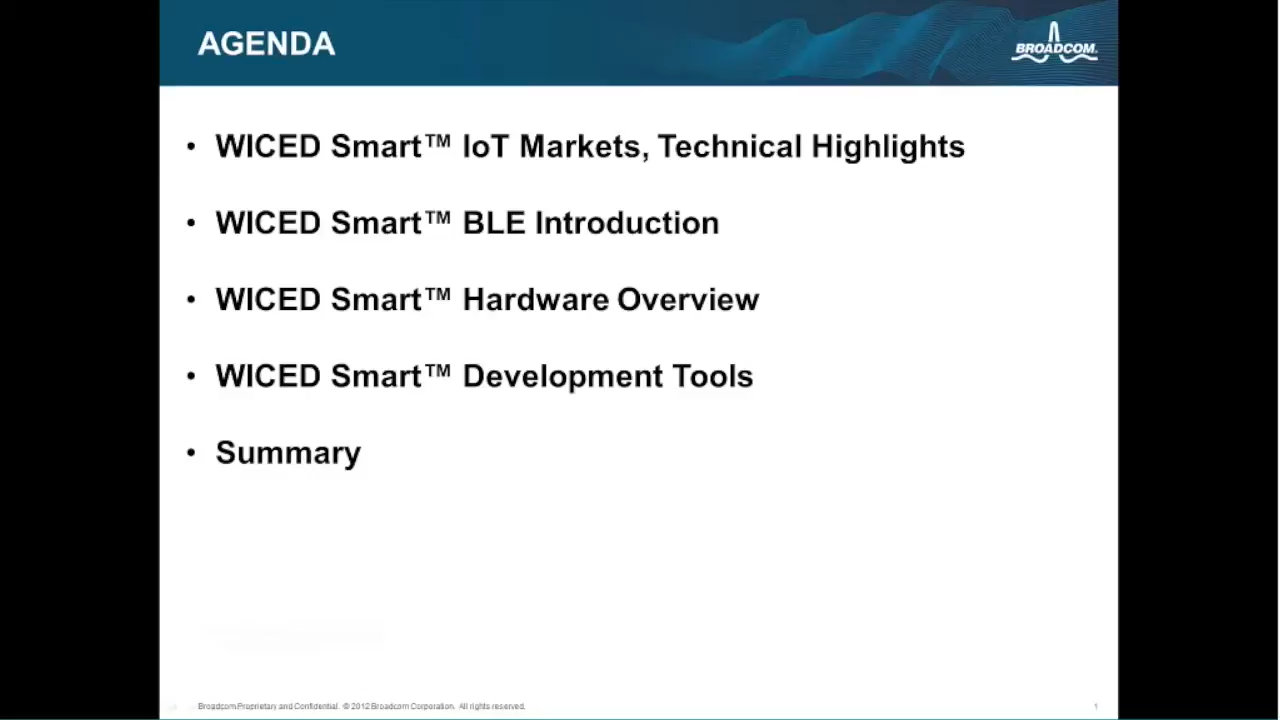 AGENDA
BROADCOM.
• WICED Smart™ IoT Markets, Technical Highlights
• WICED Smart™ BLE Introduction
• WICED Smart™ Hardware Overview
• WICED Smart™ Development Tools
• Summary
Broadcom Proprietary and Confidential. © 2012 Broadcom Corporation. All rights reserved.
1